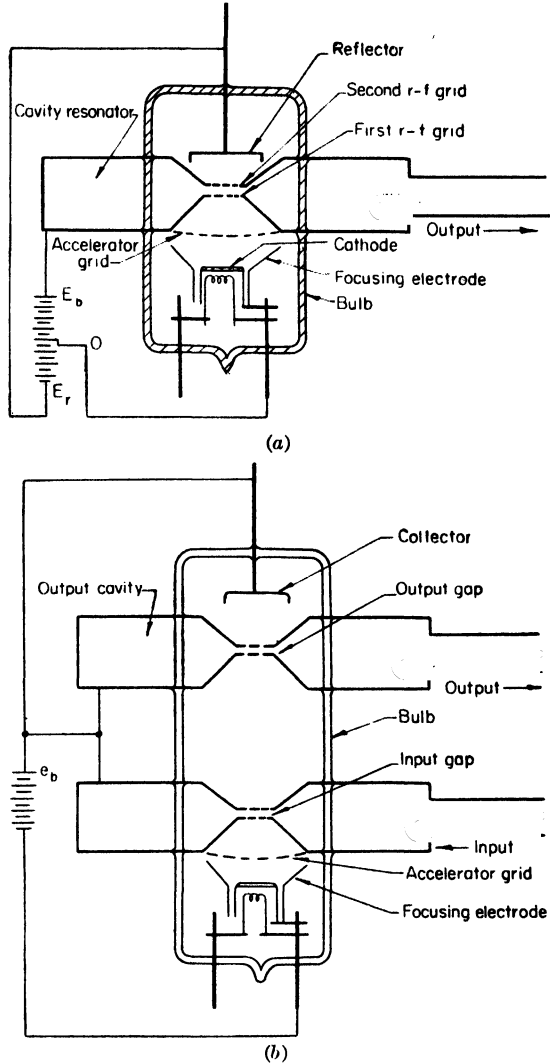 Reflector
Second r-f grid
Cavity resonator
First r-f grid
Accelerator
grid
Cathode
Output
Focusing electrode
Bulb
E_b
O
E_r
(a)
Collector
Output cavity
Output gap
Output
Bulb
Input gap
e_b
Input
Accelerator grid
Focusing electrode
(b)